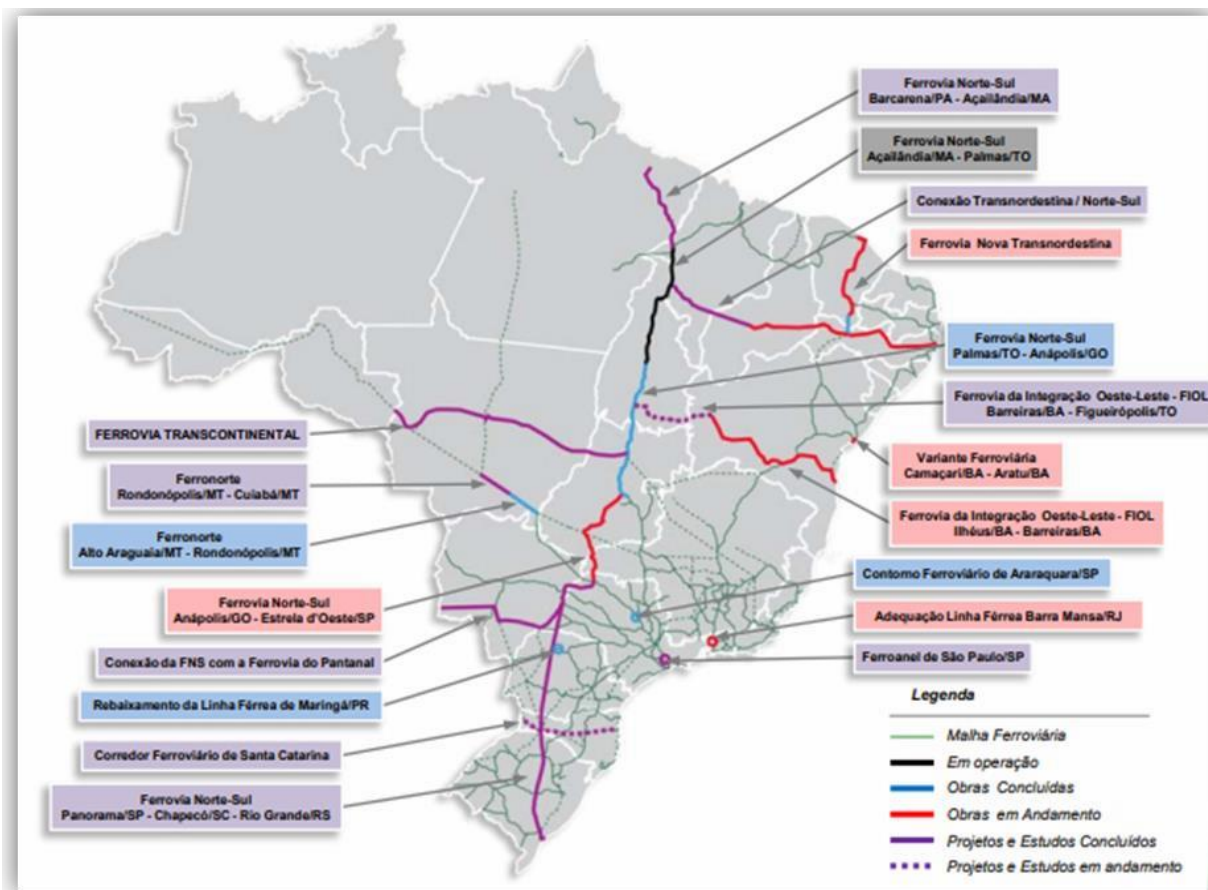 Ferrovia Norte-Sul
Barcarena/PA - Açailândia/MA
Ferrovia Norte-Sul
Açailândia/MA - Palmas/TO
Conexão Transnordestina / Norte-Sul
Ferrovia Nova Transnordestina
Ferrovia Norte-Sul
Palmas/TO - Anápolis/GO
Ferrovia da Integração Oeste-Leste - FIOL
Barreiras/BA - Figueirópolis/TO
Variante Ferroviária
Camaçari/BA - Aratu/BA
Ferrovia da Integração Oeste-Leste - FIOL
Ilhéus/BA - Barreiras/BA
Contorno Ferroviário de Araraquara/SP
Adequação Linha Férrea Barra Mansa/RJ
Ferroanel de São Paulo/SP
FERROVIA TRANSCONTINENTAL
Ferronorte
Rondonópolis/MT - Cuiabá/MT
Ferronorte
Alto Araguaia/MT - Rondonópolis/MT
Ferrovia Norte-Sul
Anápolis/GO - Estrela d'Oeste/SP
Conexão da FNS com a Ferrovia do Pantanal
Rebaixamento da Linha Férrea de Maringá/PR
Corredor Ferroviário de Santa Catarina
Ferrovia Norte-Sul
Panorama/SP - Chapecó/SC - Rio Grande/RS
Legenda
Malha Ferroviária
Em operação
Obras Concluídas
Obras em Andamento
Projetos e Estudos Concluídos
Projetos e Estudos em andamento